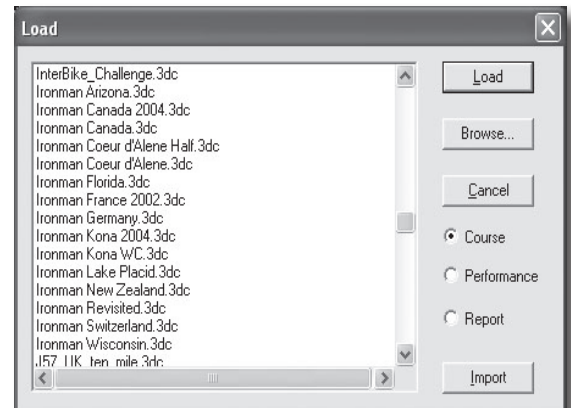 Load
InterBike_Challenge.3dc
Ironman Arizona.3dc
Ironman Canada 2004.3dc
Ironman Canada.3dc
Ironman Coeur d'Alene Half.3dc
Ironman Coeur d'Alene.3dc
Ironman Florida.3dc
Ironman France 2002.3dc
Ironman Germany.3dc
Ironman Kona 2004.3dc
Ironman Kona WC.3dc
Ironman Lake Placid.3dc
Ironman New Zealand.3dc
Ironman Revisited.3dc
Ironman Switzerland.3dc
Ironman Wisconsin.3dc
J57_UK_ten_mile.3dc
Load
Browse...
Cancel
Course
Performance
Report
Import